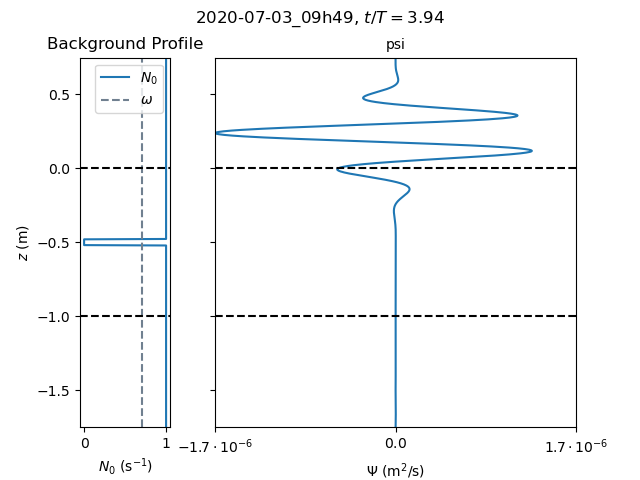 2020-07-03_09h49, t/T = 3.94
Background Profile
psi
N₀
ω
0.5
0.0
−0.5
−1.0
−1.5
z (m)
0
1
−1.7 · 10⁻⁶
0.0
1.7 · 10⁻⁶
N₀ (s⁻¹)
Ψ (m²/s)